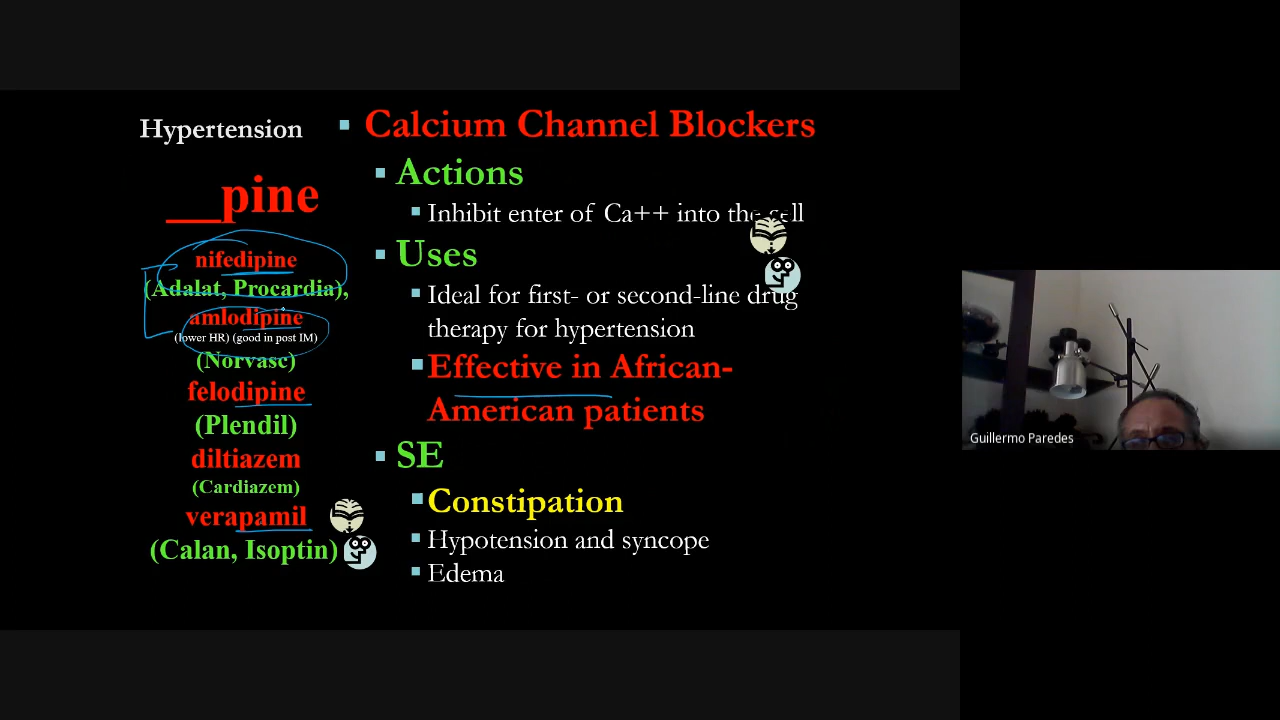 Hypertension
__pine
nifedipine
(Adalat, Procardia),
amlodipine
(lower HR) (good in post IM)
(Norvasc)
felodipine
(Plendil)
diltiazem
(Cardiazem)
verapamil
(Calan, Isoptin)
Calcium Channel Blockers
Actions
Inhibit enter of Ca++ into the cell
Uses
Ideal for first- or second-line drug
therapy for hypertension
Effective in African-
American patients
SE
Constipation
Hypotension and syncope
Edema
Guillermo Paredes